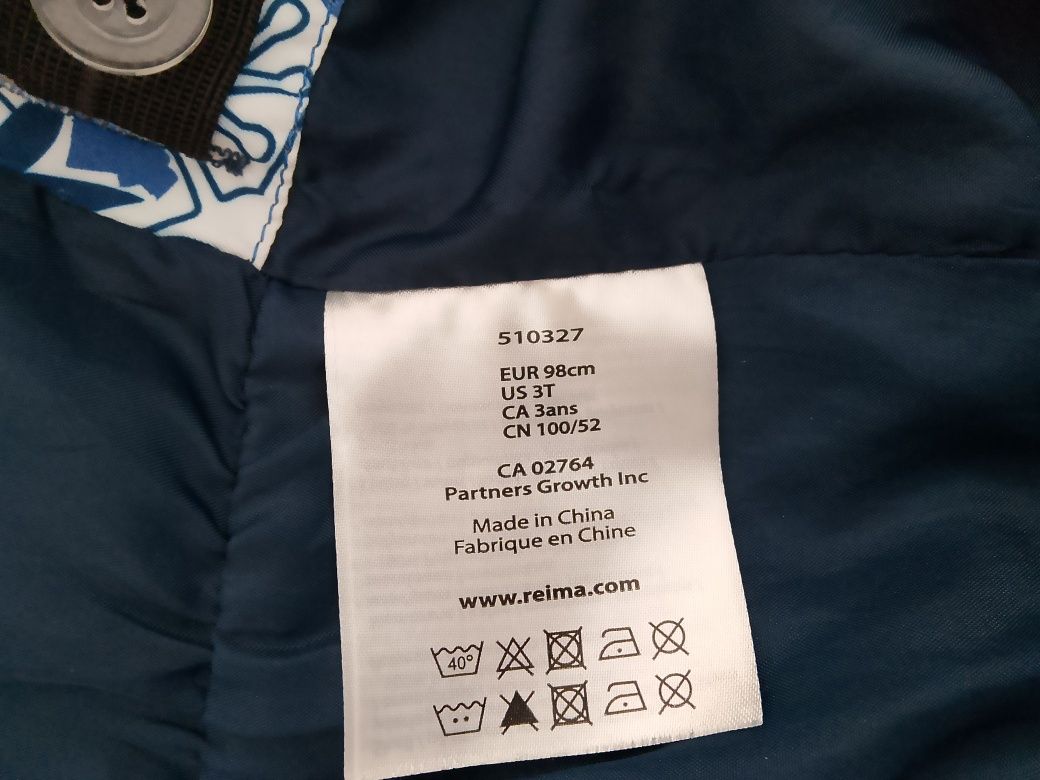 510327
EUR 98cm
US 3T
CA 3ans
CN 100/52
CA 02764
Partners Growth Inc
Made in China
Fabrique en Chine
www.reima.com
40°